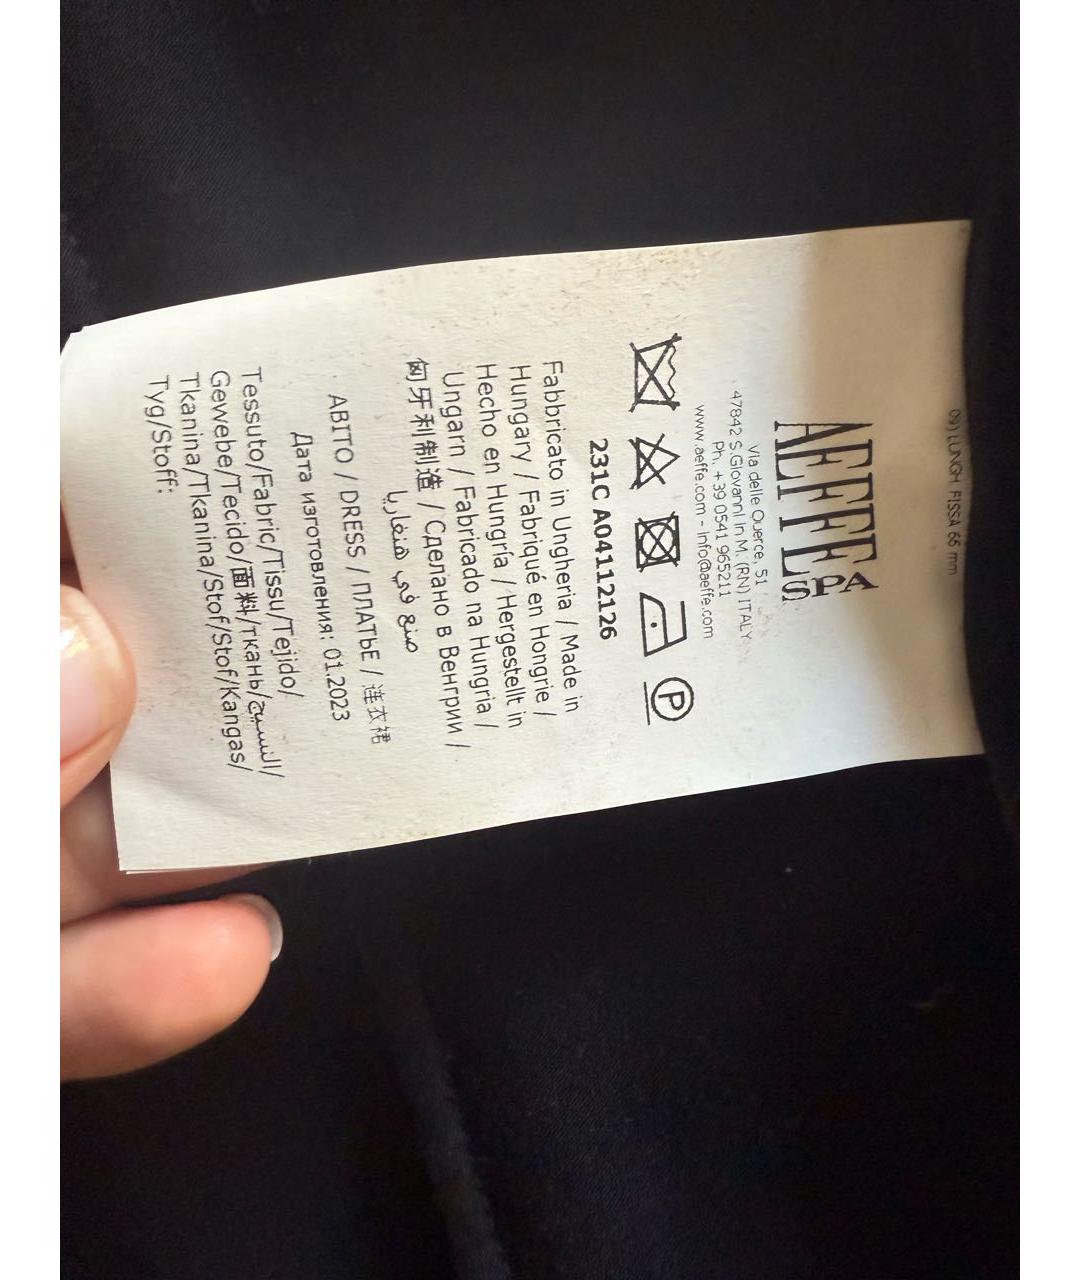 09) LUNGH. FISSA 66 mm
AEFFE SPA
Via delle Querce, 51
47842 S.Giovanni in M. (RN) ITALY
Ph. +39 0541 965211
www.aeffe.com - info@aeffe.com
P
231C A04112126
Fabbricato in Ungheria / Made in
Hungary / Fabriqué en Hongrie /
Hecho en Hungría / Hergestellt in
Ungarn / Fabricado na Hungria /
匈牙利制造 / Сделано в Венгрии /
صنع في هنغاريا
ABITO / DRESS / ПЛАТЬЕ / 连衣裙
Дата изготовления: 01.2023
Tessuto/Fabric/Tissu/Tejido/
Gewebe/Tecido/面料/ткань/النسيج/
Tkanina/Tkanina/Stof/Stof/Kangas/
Tyg/Stoff: